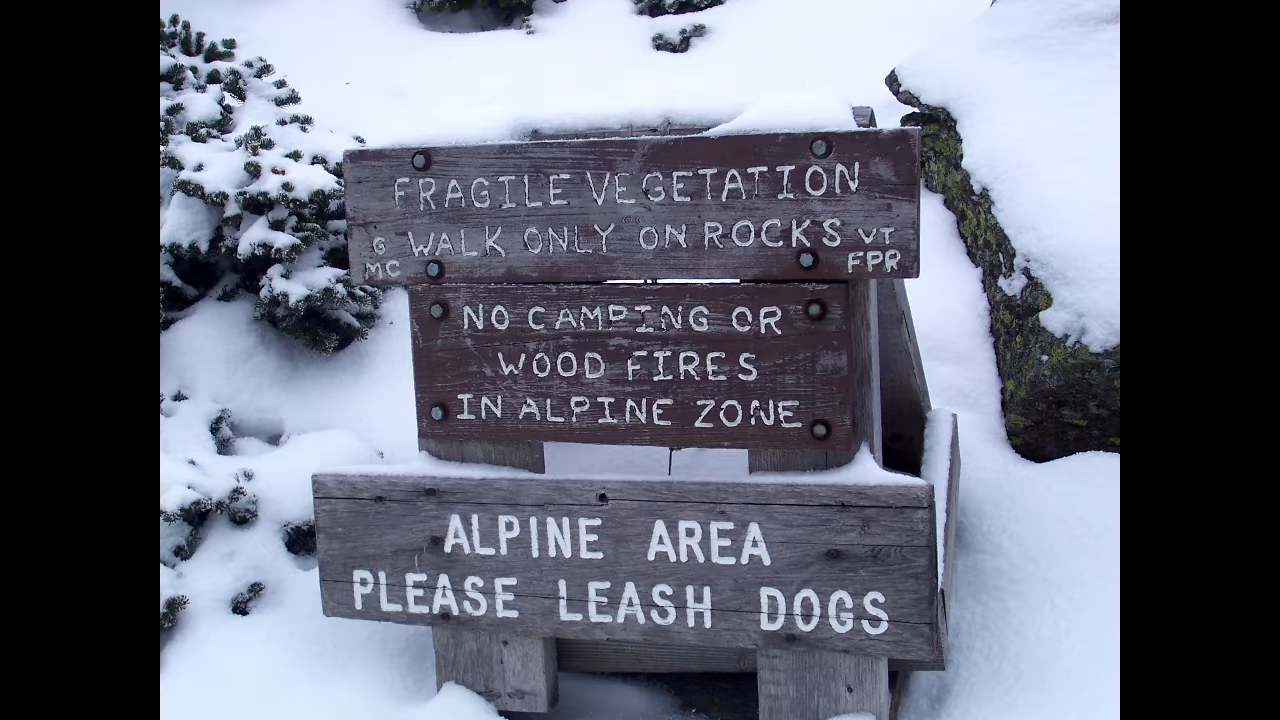 FRAGILE VEGETATION
G WALK ONLY ON ROCKS VT
MC FPR
NO CAMPING OR
WOOD FIRES
IN ALPINE ZONE
ALPINE AREA
PLEASE LEASH DOGS